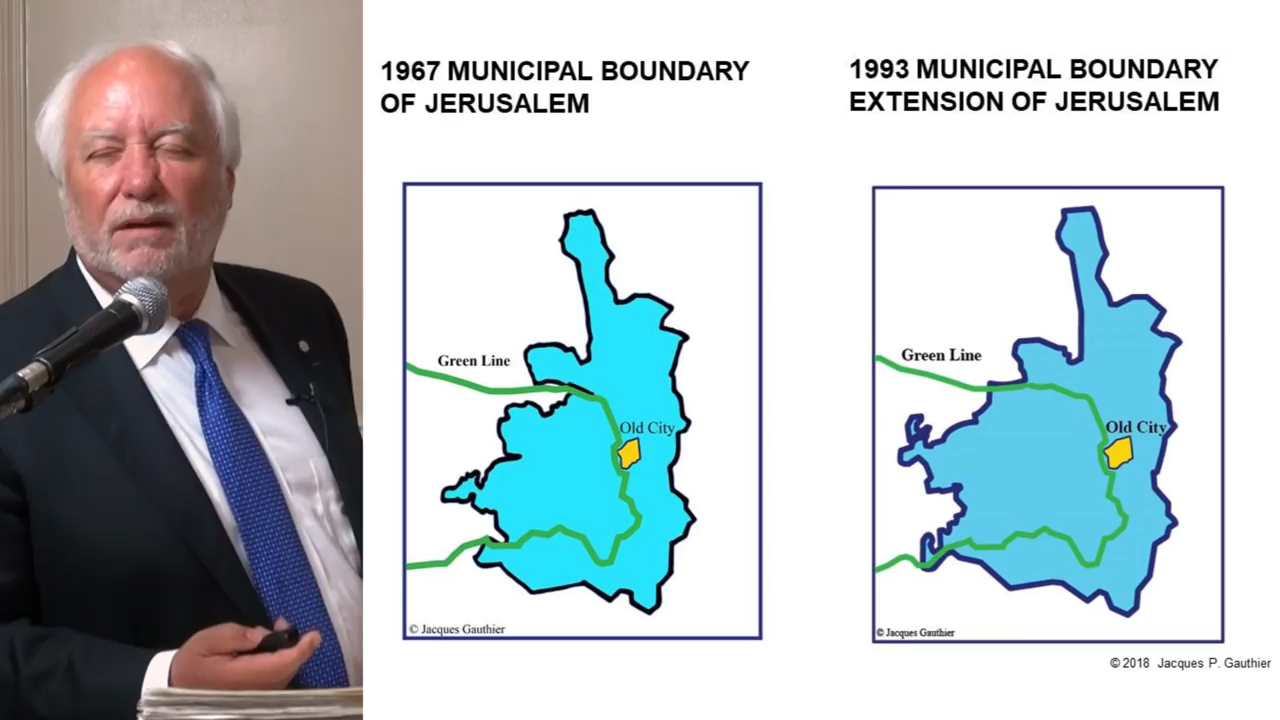 1967 MUNICIPAL BOUNDARY
OF JERUSALEM
Green Line
Old City
© Jacques Gauthier
1993 MUNICIPAL BOUNDARY
EXTENSION OF JERUSALEM
Green Line
Old City
© Jacques Gauthier
© 2018 Jacques P. Gauthier